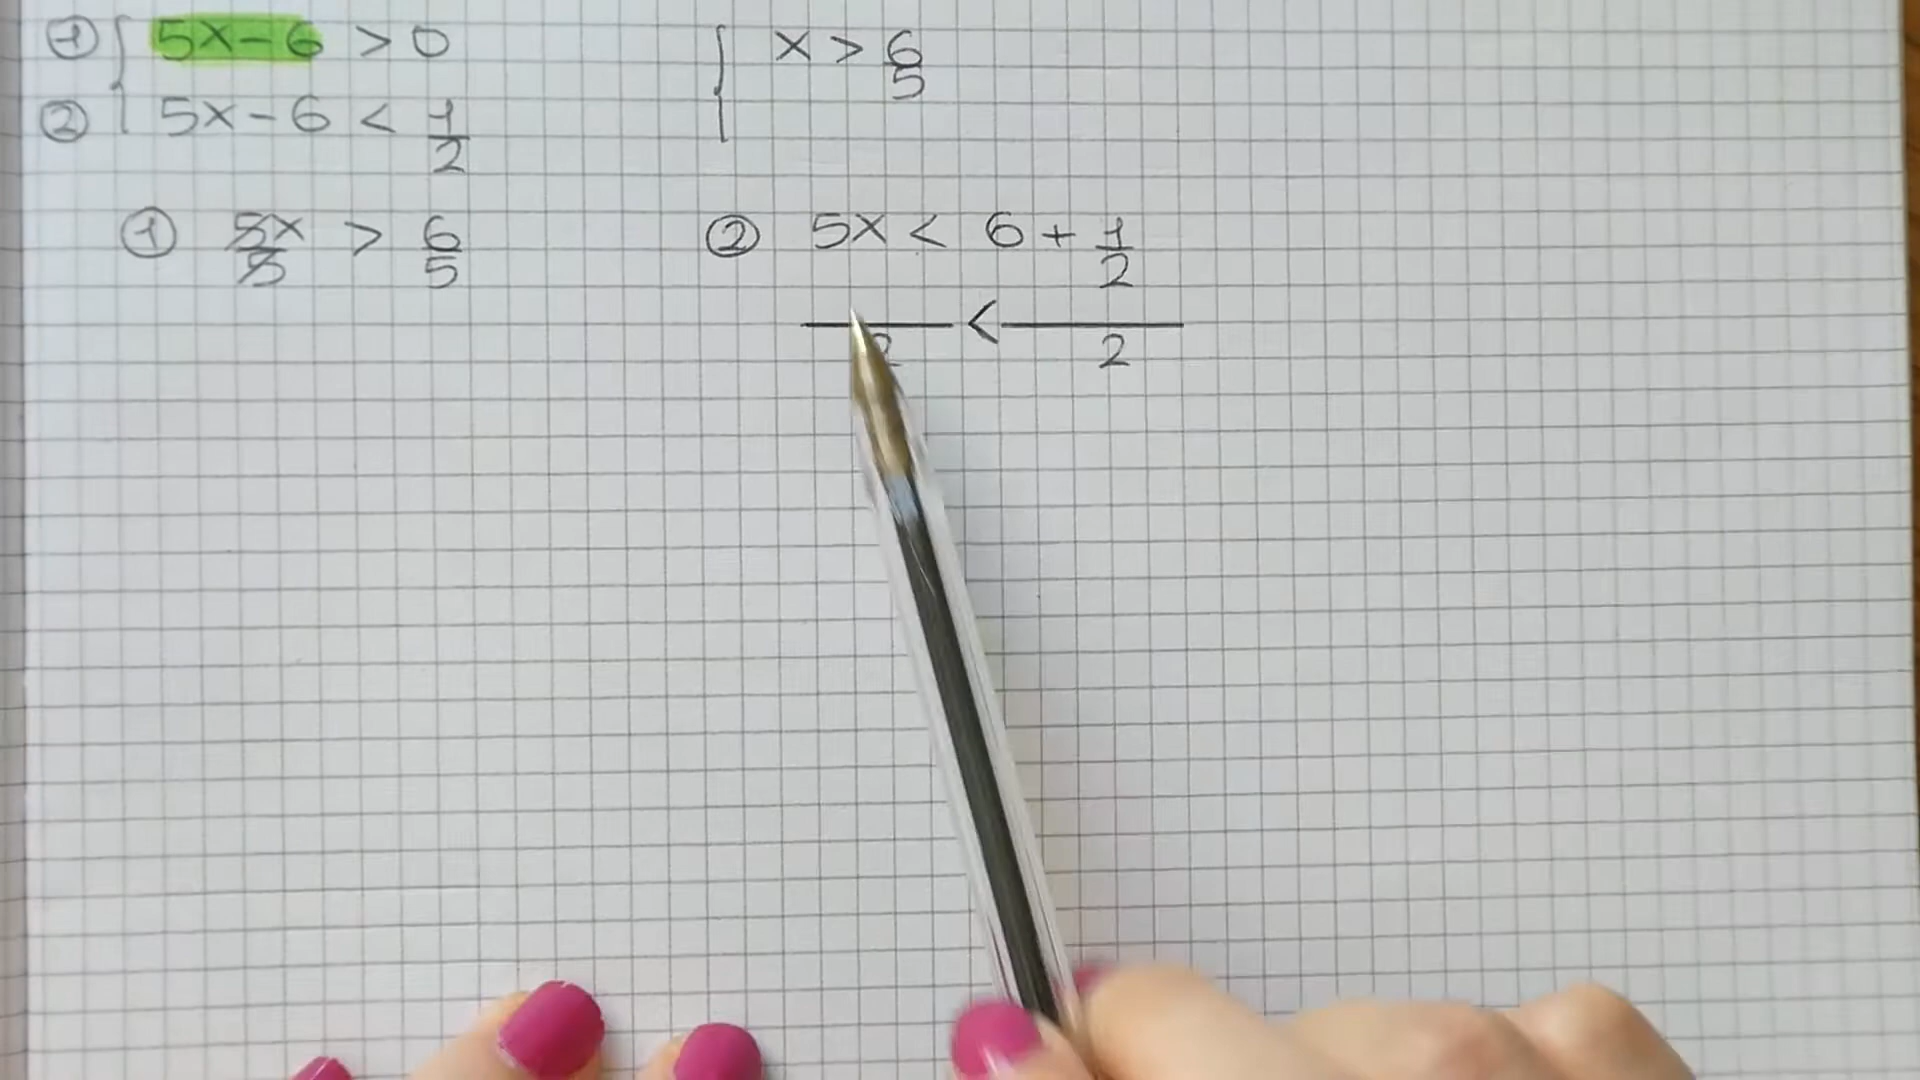 ① { 5x-6 > 0
② 5x-6 < 1/2
{ x > 6/5
① 5x/5 > 6/5
② 5x < 6 + 1/2
/2 < /2